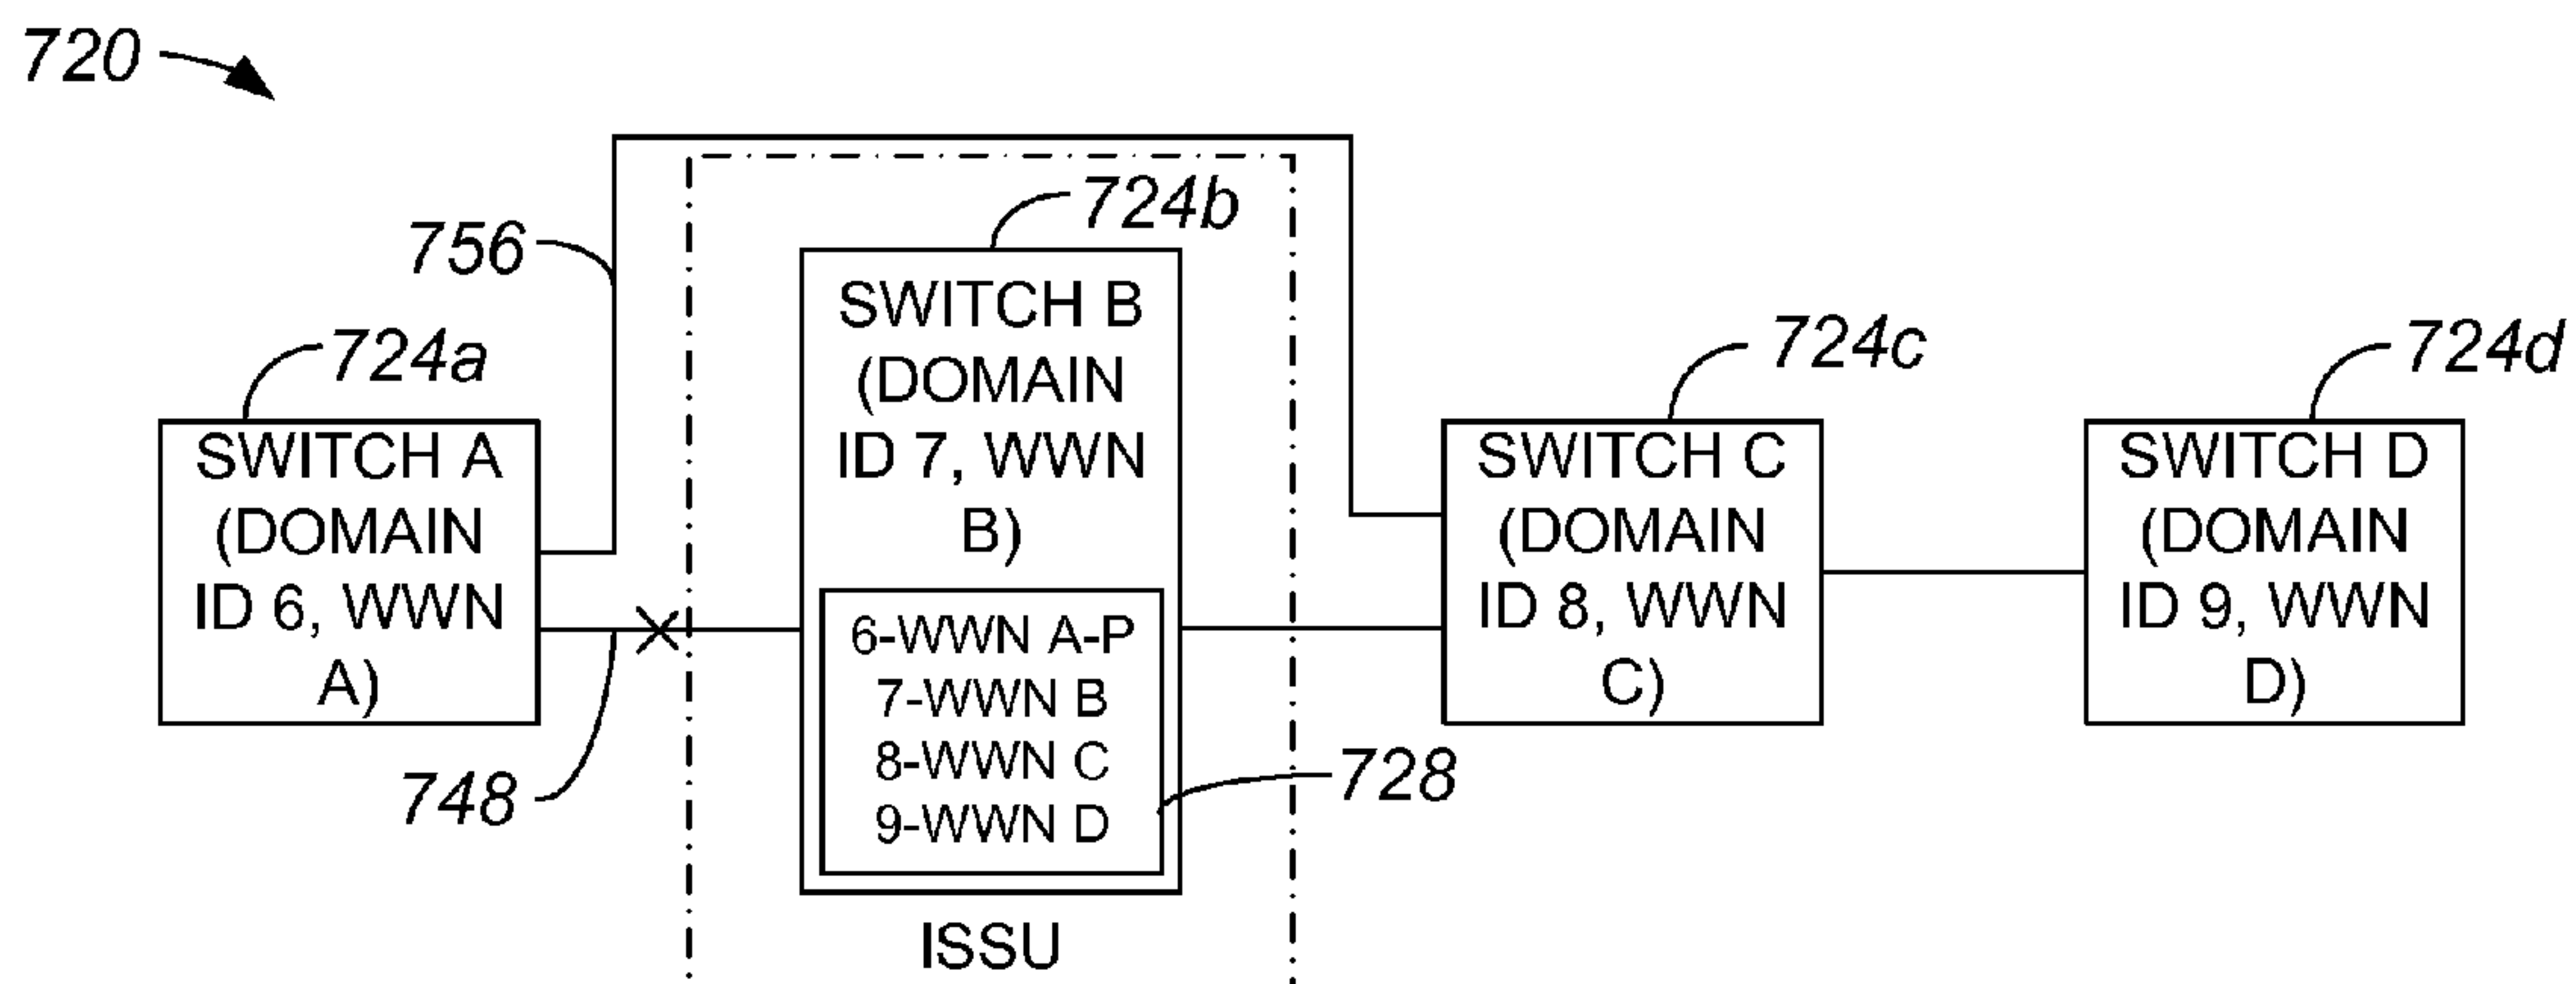 720
724b
756
SWITCH B
(DOMAIN
ID 7, WWN
B)
724a
724c
724d
SWITCH A
(DOMAIN
ID 6, WWN
A)
SWITCH C
(DOMAIN
ID 8, WWN
C)
SWITCH D
(DOMAIN
ID 9, WWN
D)
6-WWN A-P
7-WWN B
8-WWN C
9-WWN D
748
728
ISSU